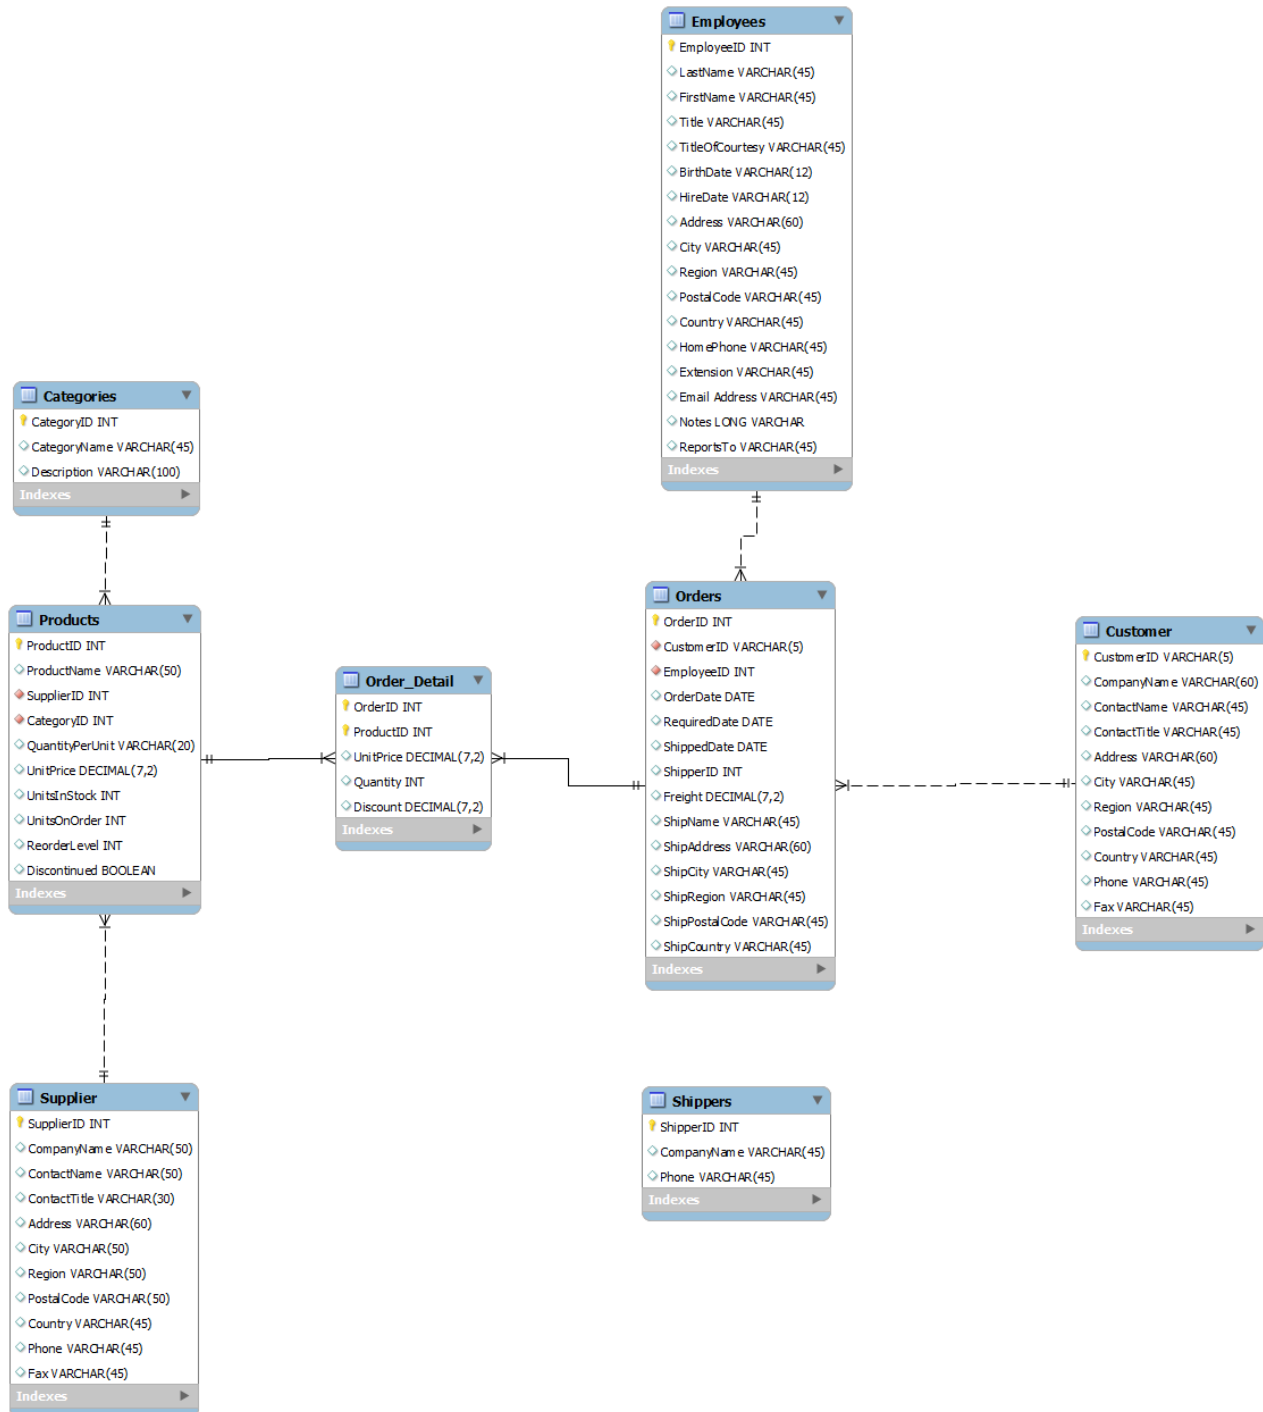 Employees
EmployeeID INT
LastName VARCHAR(45)
FirstName VARCHAR(45)
Title VARCHAR(45)
TitleOfCourtesy VARCHAR(45)
BirthDate VARCHAR(12)
HireDate VARCHAR(12)
Address VARCHAR(60)
City VARCHAR(45)
Region VARCHAR(45)
PostalCode VARCHAR(45)
Country VARCHAR(45)
HomePhone VARCHAR(45)
Extension VARCHAR(45)
Email Address VARCHAR(45)
Notes LONG VARCHAR
ReportsTo VARCHAR(45)
Indexes
Categories
CategoryID INT
CategoryName VARCHAR(45)
Description VARCHAR(100)
Indexes
Products
ProductID INT
ProductName VARCHAR(50)
SupplierID INT
CategoryID INT
QuantityPerUnit VARCHAR(20)
UnitPrice DECIMAL(7,2)
UnitsInStock INT
UnitsOnOrder INT
ReorderLevel INT
Discontinued BOOLEAN
Indexes
Order_Detail
OrderID INT
ProductID INT
UnitPrice DECIMAL(7,2)
Quantity INT
Discount DECIMAL(7,2)
Indexes
Orders
OrderID INT
CustomerID VARCHAR(5)
EmployeeID INT
OrderDate DATE
RequiredDate DATE
ShippedDate DATE
ShipperID INT
Freight DECIMAL(7,2)
ShipName VARCHAR(45)
ShipAddress VARCHAR(60)
ShipCity VARCHAR(45)
ShipRegion VARCHAR(45)
ShipPostalCode VARCHAR(45)
ShipCountry VARCHAR(45)
Indexes
Customer
CustomerID VARCHAR(5)
CompanyName VARCHAR(60)
ContactName VARCHAR(45)
ContactTitle VARCHAR(45)
Address VARCHAR(60)
City VARCHAR(45)
Region VARCHAR(45)
PostalCode VARCHAR(45)
Country VARCHAR(45)
Phone VARCHAR(45)
Fax VARCHAR(45)
Indexes
Supplier
SupplierID INT
CompanyName VARCHAR(50)
ContactName VARCHAR(50)
ContactTitle VARCHAR(30)
Address VARCHAR(60)
City VARCHAR(50)
Region VARCHAR(50)
PostalCode VARCHAR(50)
Country VARCHAR(45)
Phone VARCHAR(45)
Fax VARCHAR(45)
Indexes
Shippers
ShipperID INT
CompanyName VARCHAR(45)
Phone VARCHAR(45)
Indexes